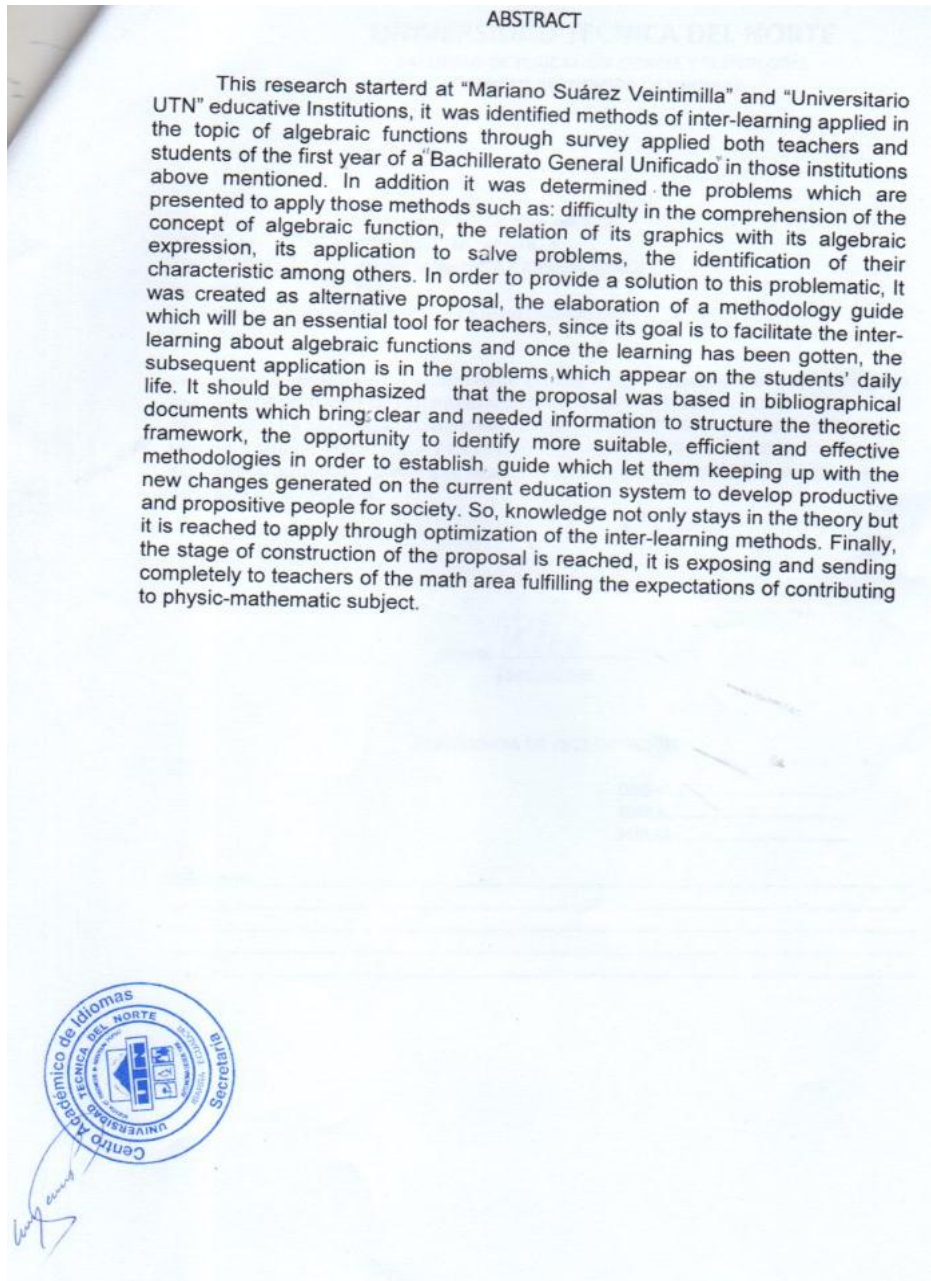 ABSTRACT
This research starterd at “Mariano Suárez Veintimilla” and “Universitario
UTN” educative Institutions, it was identified methods of inter-learning applied in
the topic of algebraic functions through survey applied both teachers and
students of the first year of a “Bachillerato General Unificado” in those institutions
above mentioned. In addition it was determined the problems which are
presented to apply those methods such as: difficulty in the comprehension of the
concept of algebraic function, the relation of its graphics with its algebraic
expression, its application to salve problems, the identification of their
characteristic among others. In order to provide a solution to this problematic, It
was created as alternative proposal, the elaboration of a methodology guide
which will be an essential tool for teachers, since its goal is to facilitate the inter-
learning about algebraic functions and once the learning has been gotten, the
subsequent application is in the problems, which appear on the students’ daily
life. It should be emphasized that the proposal was based in bibliographical
documents which bring clear and needed information to structure the theoretic
framework, the opportunity to identify more suitable, efficient and effective
methodologies in order to establish guide which let them keeping up with the
new changes generated on the current education system to develop productive
and propositive people for society. So, knowledge not only stays in the theory but
it is reached to apply through optimization of the inter-learning methods. Finally,
the stage of construction of the proposal is reached, it is exposing and sending
completely to teachers of the math area fulfilling the expectations of contributing
to physic-mathematic subject.
Centro Académico de Idiomas
Secretaria
UNIVERSIDAD TECNICA DEL NORTE
UTN